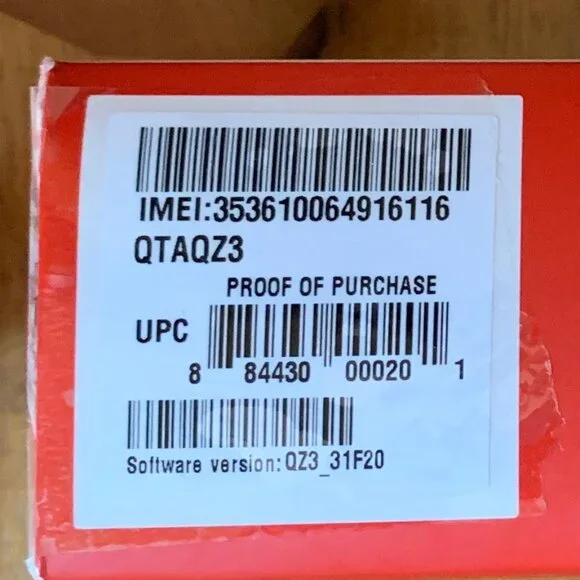 IMEI:353610064916116
QTAQZ3
PROOF OF PURCHASE
UPC
8 84430 00020 1
Software version:QZ3_31F20